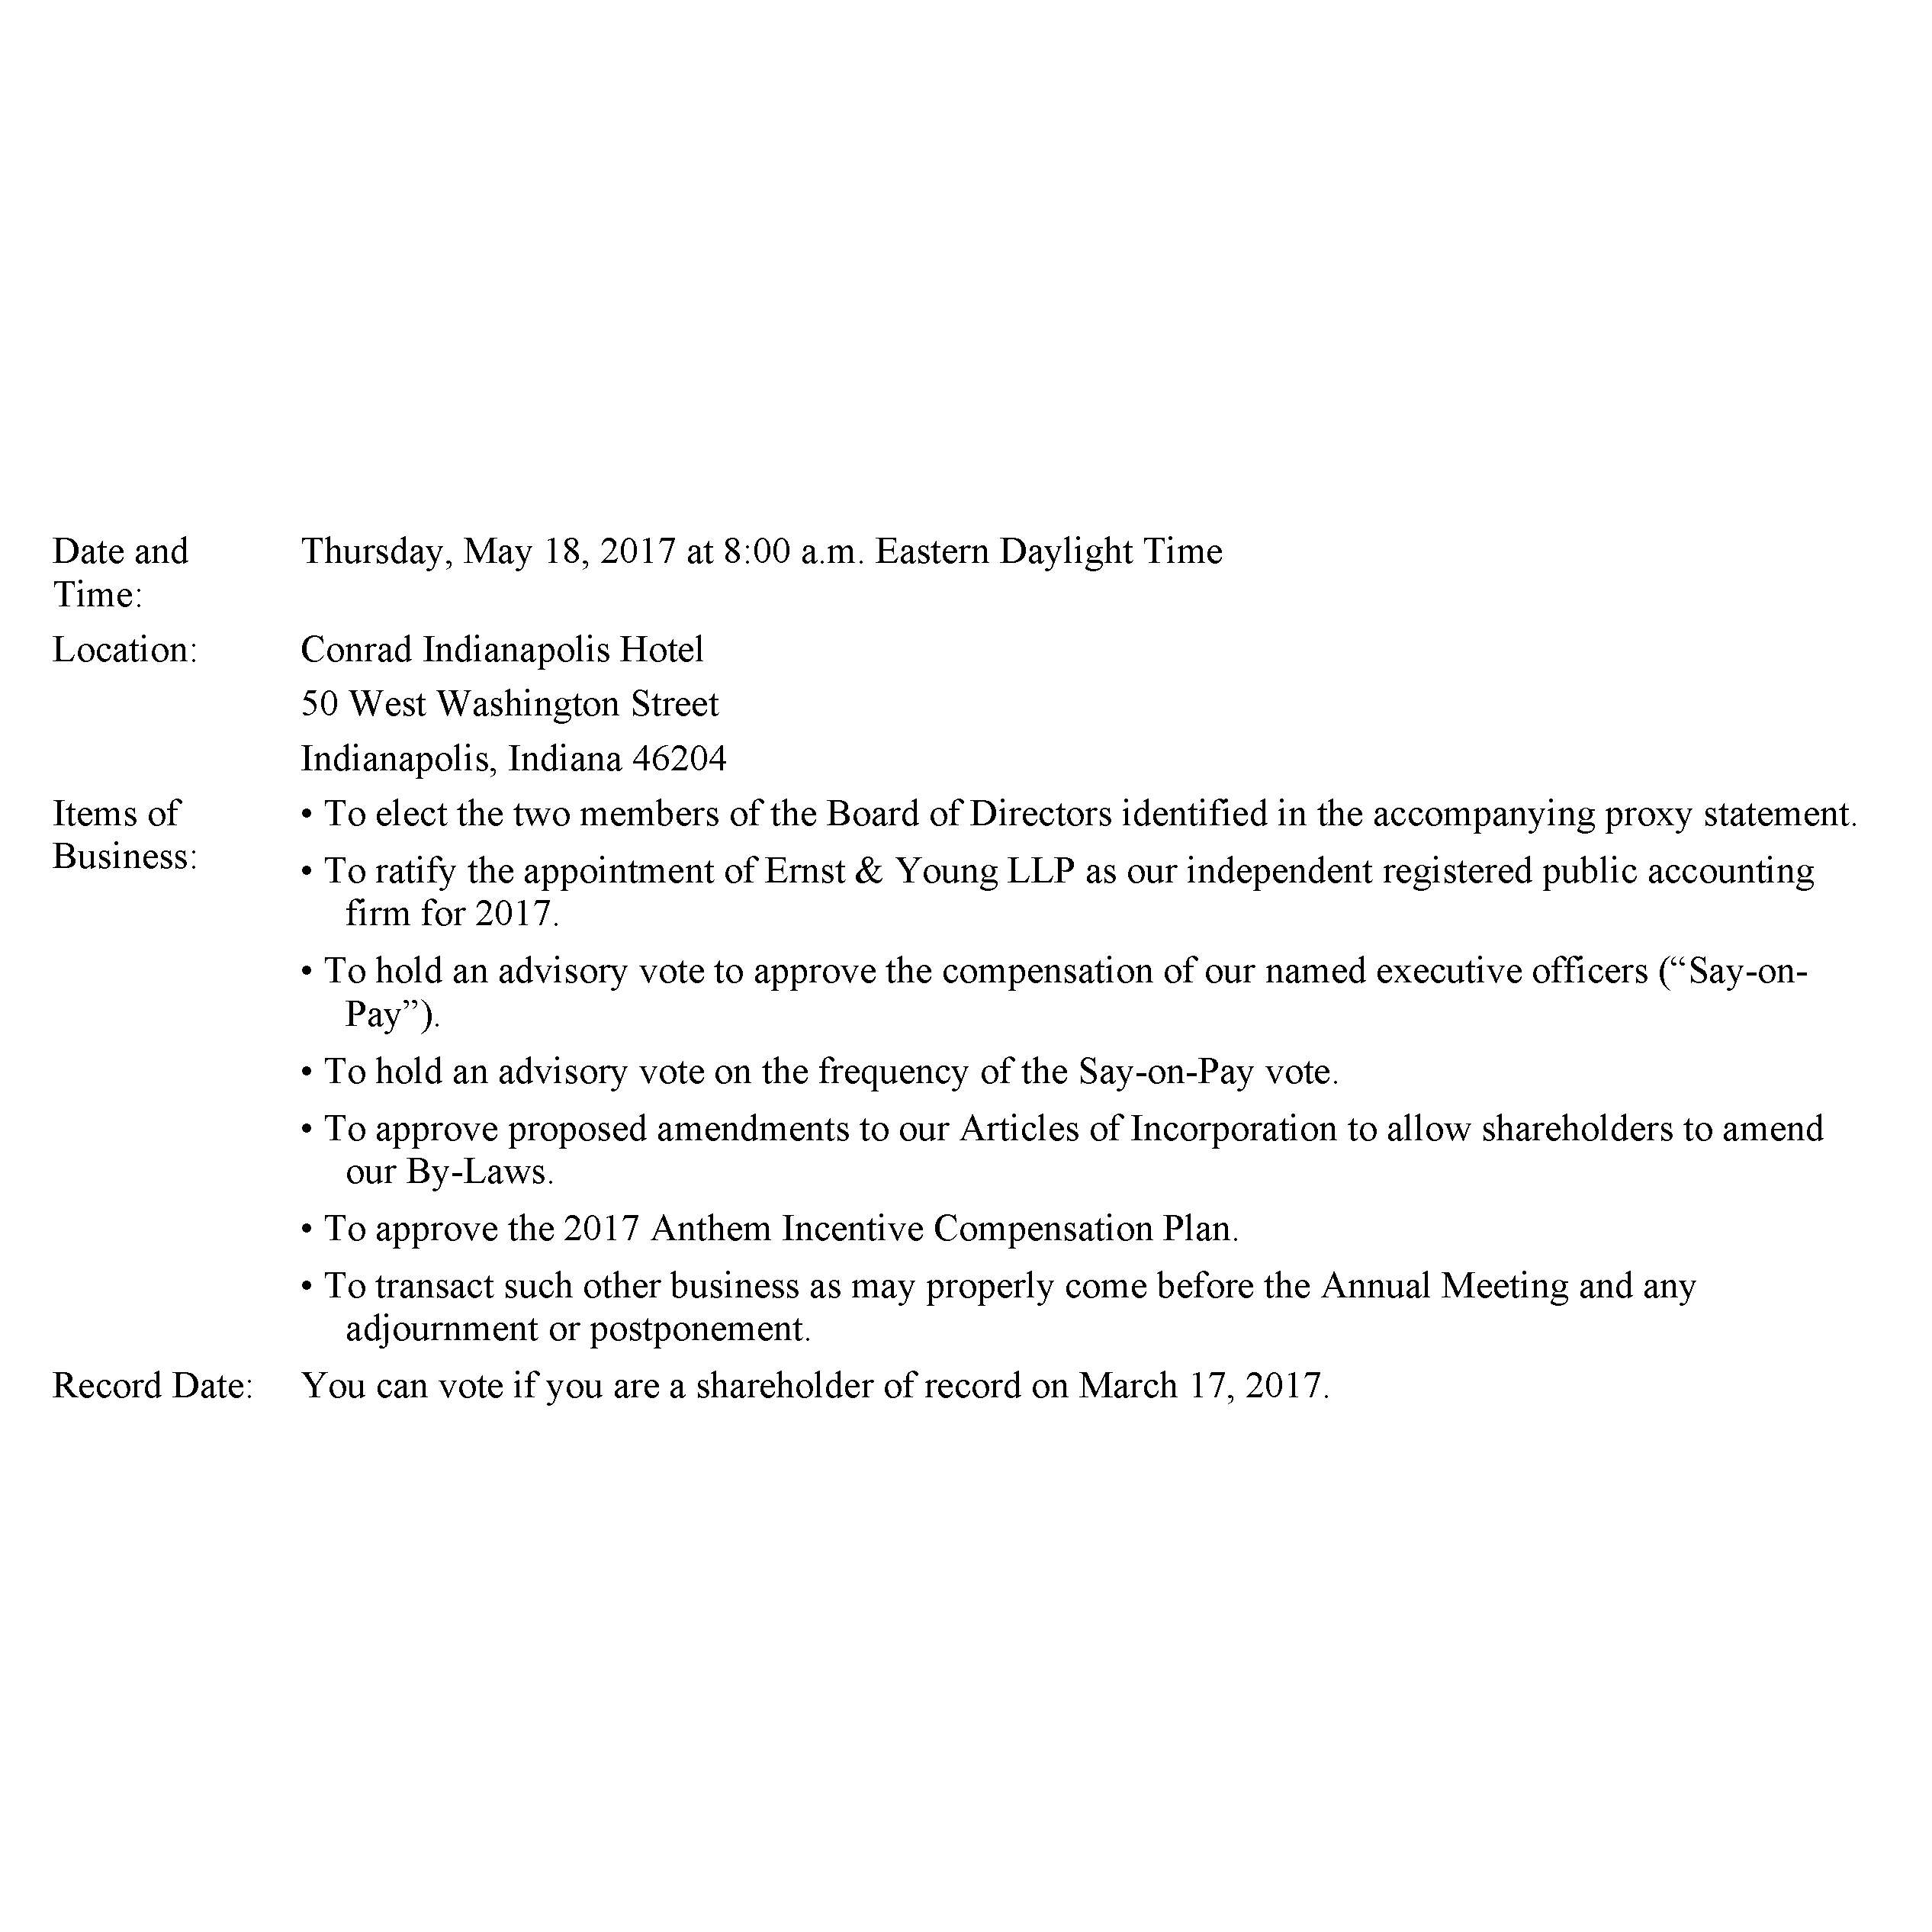 Date and Time: Thursday, May 18, 2017 at 8:00 a.m. Eastern Daylight Time
Location: Conrad Indianapolis Hotel
50 West Washington Street
Indianapolis, Indiana 46204
Items of Business: • To elect the two members of the Board of Directors identified in the accompanying proxy statement.
• To ratify the appointment of Ernst & Young LLP as our independent registered public accounting
firm for 2017.
• To hold an advisory vote to approve the compensation of our named executive officers (“Say-on-
Pay”).
• To hold an advisory vote on the frequency of the Say-on-Pay vote.
• To approve proposed amendments to our Articles of Incorporation to allow shareholders to amend
our By-Laws.
• To approve the 2017 Anthem Incentive Compensation Plan.
• To transact such other business as may properly come before the Annual Meeting and any
adjournment or postponement.
Record Date: You can vote if you are a shareholder of record on March 17, 2017.